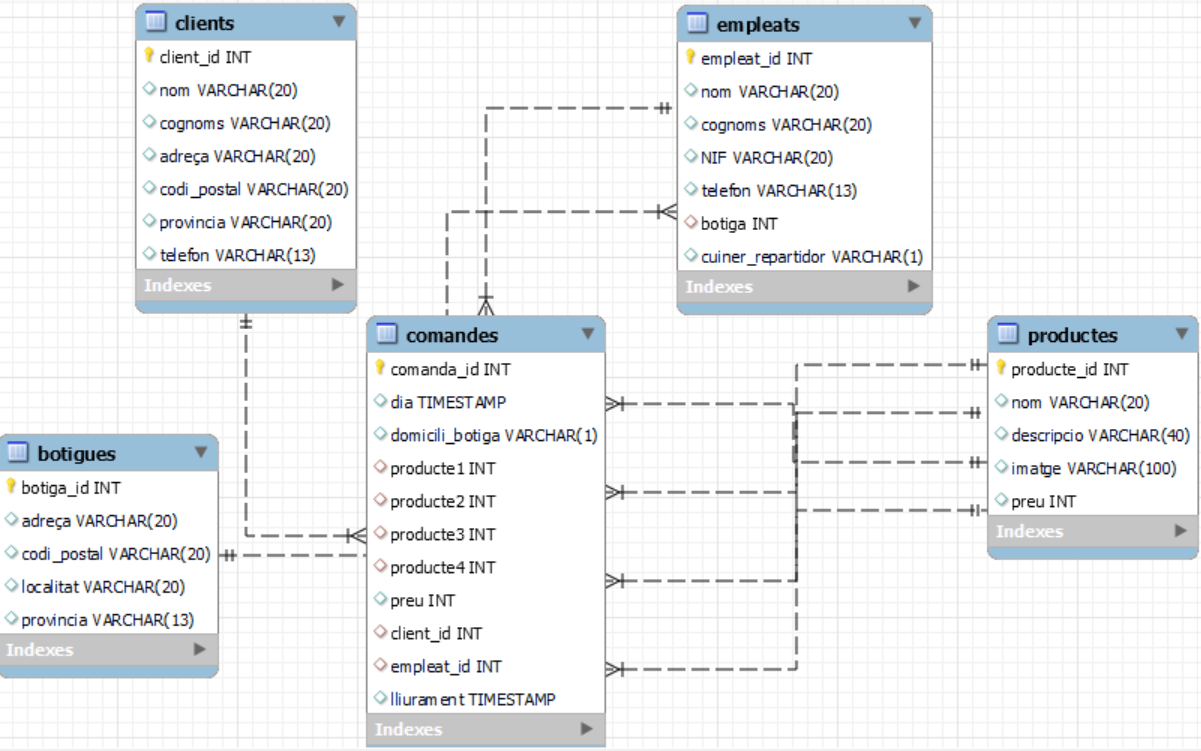 clients
client_id INT
nom VARCHAR(20)
cognoms VARCHAR(20)
adreça VARCHAR(20)
codi_postal VARCHAR(20)
provincia VARCHAR(20)
telefon VARCHAR(13)
Indexes
empleats
empleat_id INT
nom VARCHAR(20)
cognoms VARCHAR(20)
NIF VARCHAR(20)
telefon VARCHAR(13)
botiga INT
cuiner_repartidor VARCHAR(1)
Indexes
botigues
botiga_id INT
adreça VARCHAR(20)
codi_postal VARCHAR(20)
localitat VARCHAR(20)
provincia VARCHAR(13)
Indexes
comandes
comanda_id INT
dia TIMESTAMP
domicili_botiga VARCHAR(1)
producte1 INT
producte2 INT
producte3 INT
producte4 INT
preu INT
client_id INT
empleat_id INT
lliurament TIMESTAMP
Indexes
productes
producte_id INT
nom VARCHAR(20)
descripcio VARCHAR(40)
imatge VARCHAR(100)
preu INT
Indexes